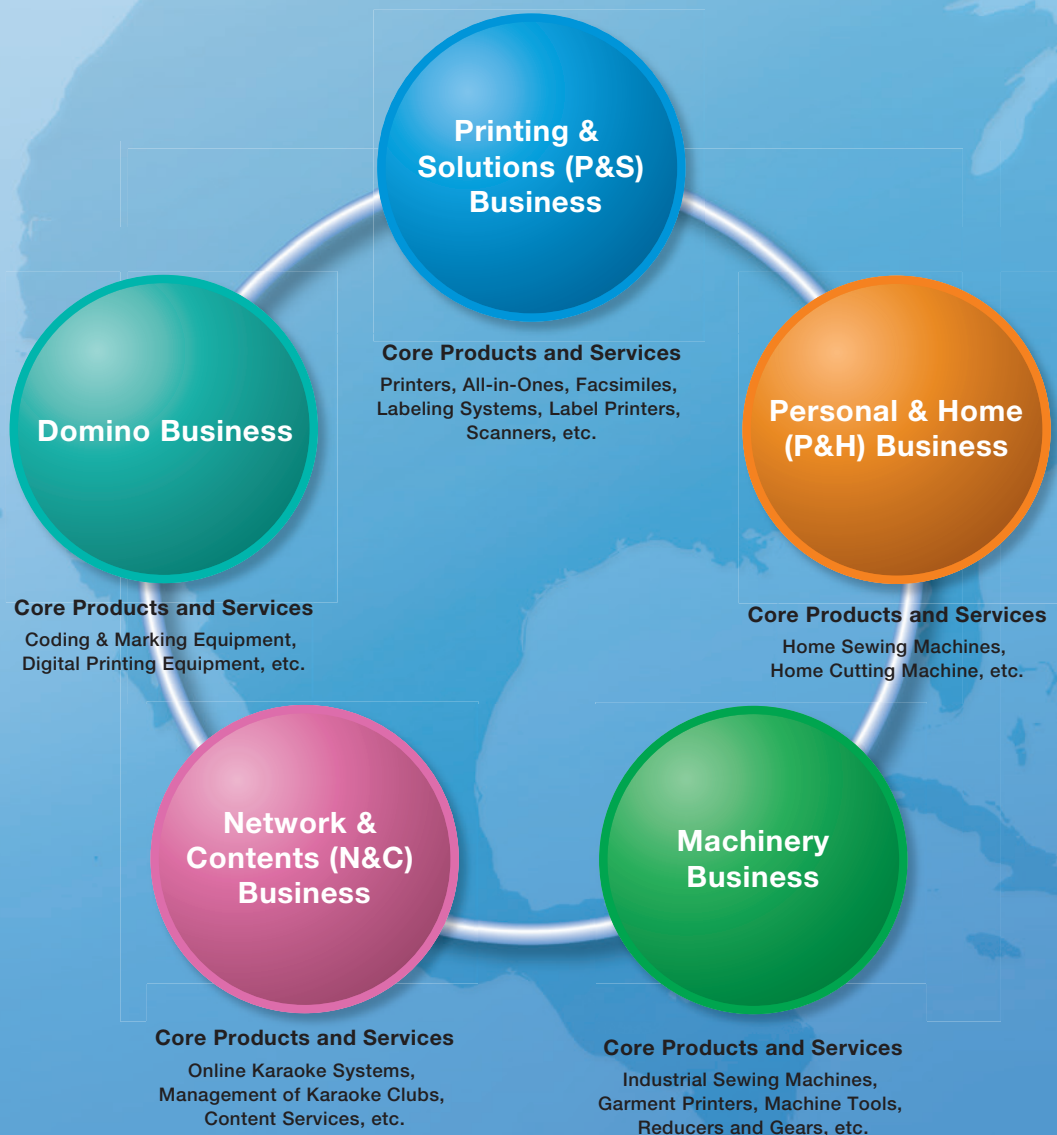 Printing &
Solutions (P&S)
Business
Core Products and Services
Printers, All-in-Ones, Facsimiles,
Labeling Systems, Label Printers,
Scanners, etc.
Domino Business
Core Products and Services
Coding & Marking Equipment,
Digital Printing Equipment, etc.
Personal & Home
(P&H) Business
Core Products and Services
Home Sewing Machines,
Home Cutting Machine, etc.
Network &
Contents (N&C)
Business
Core Products and Services
Online Karaoke Systems,
Management of Karaoke Clubs,
Content Services, etc.
Machinery
Business
Core Products and Services
Industrial Sewing Machines,
Garment Printers, Machine Tools,
Reducers and Gears, etc.